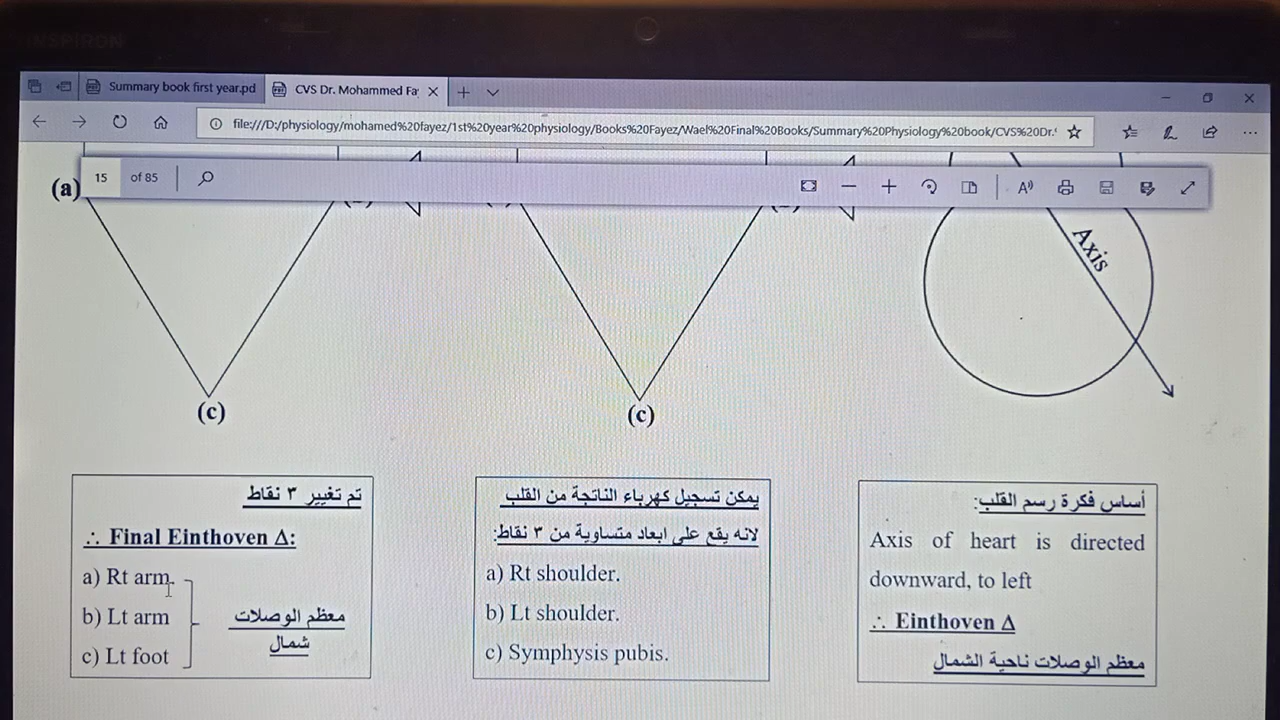 INSPIRON
Summary book first year.pd
CVS Dr. Mohammed Fa
file:///D:/physiology/mohamed%20fayez/1st%20year%20physiology/Books%20Fayez/Wael%20Final%20Books/Summary%20Physiology%20book/CVS%20Dr.
15 of 85
(a)
Axis
(c)
(c)
تم تغيير ٣ نقاط
∴ Final Einthoven Δ:
a) Rt arm
b) Lt arm
c) Lt foot
معظم الوصلات
شمال
يمكن تسجيل كهرباء الناتجة من القلب
لانه يقع على ابعاد متساوية من ٣ نقاط:
a) Rt shoulder.
b) Lt shoulder.
c) Symphysis pubis.
أساس فكرة رسم القلب:
Axis of heart is directed
downward, to left
∴ Einthoven Δ
معظم الوصلات ناحية الشمال